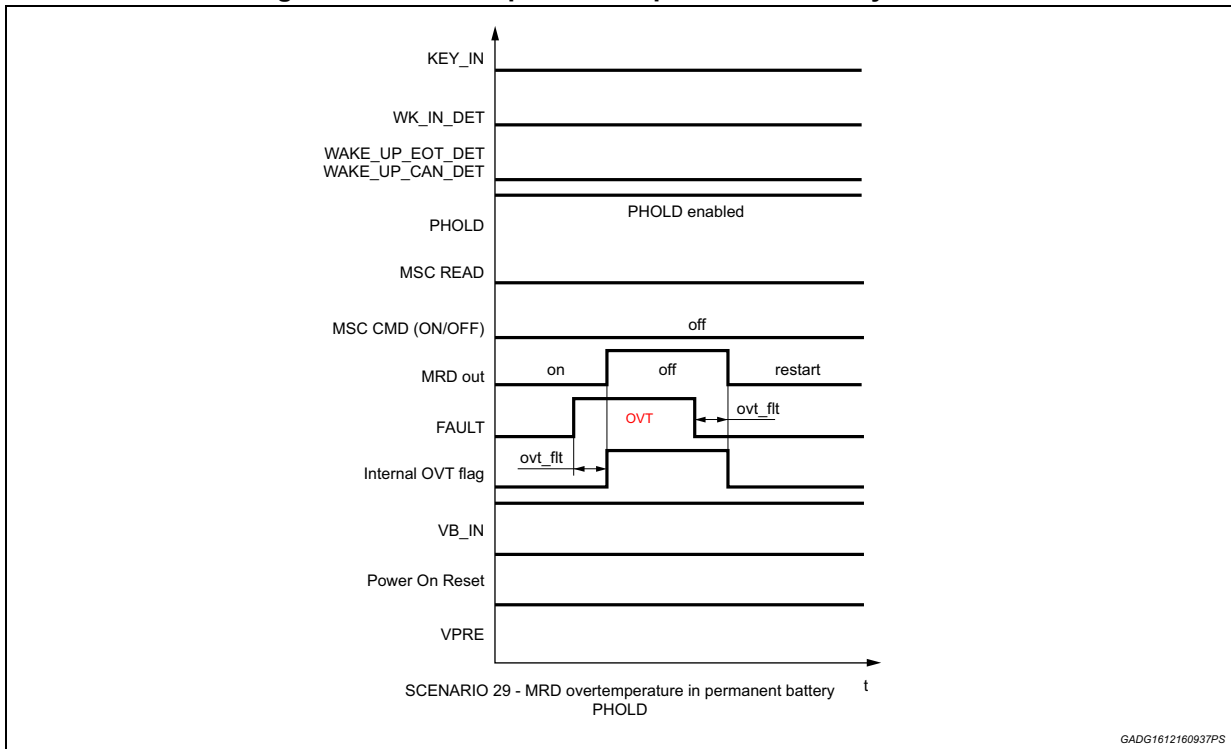 KEY_IN
WK_IN_DET
WAKE_UP_EOT_DET
WAKE_UP_CAN_DET
PHOLD enabled
PHOLD
MSC READ
MSC CMD (ON/OFF)
off
MRD out
on
off
restart
FAULT
OVT
ovt_flt
ovt_flt
Internal OVT flag
VB_IN
Power On Reset
VPRE
t
SCENARIO 29 - MRD overtemperature in permanent battery
PHOLD
GADG1612160937PS